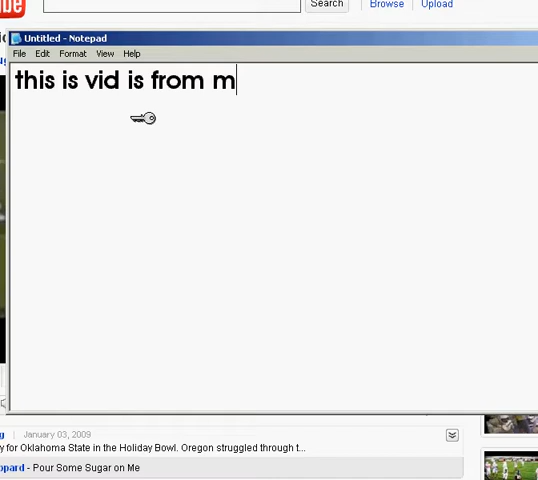 Search Browse Upload
Untitled - Notepad
File Edit Format View Help
this is vid is from m
January 03, 2009
y for Oklahoma State in the Holiday Bowl. Oregon struggled through t...
ppard - Pour Some Sugar on Me